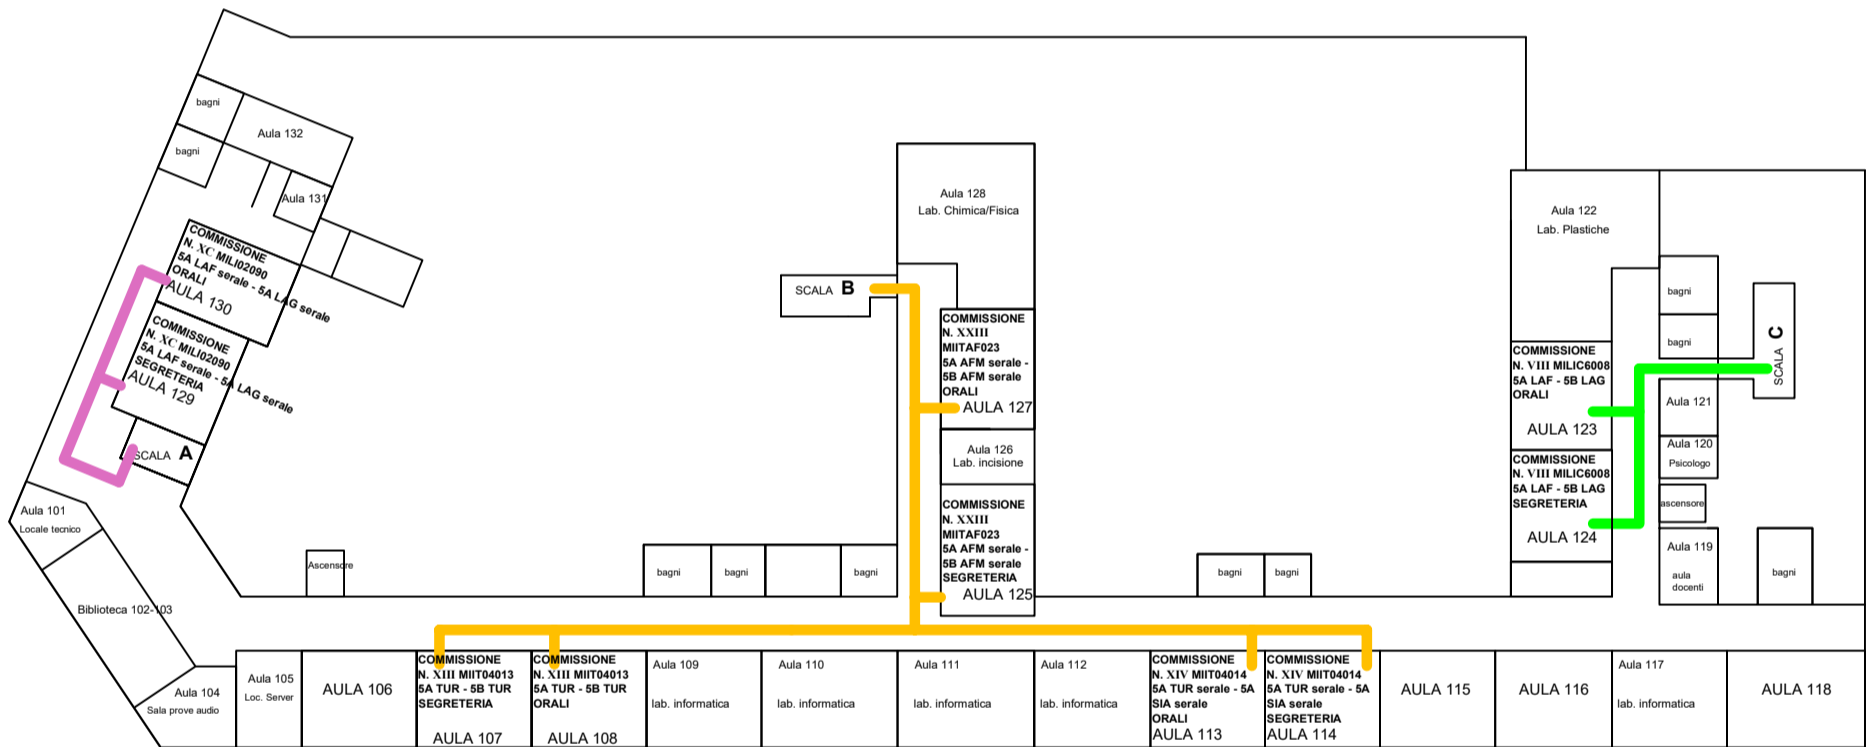 bagni
Aula 132
bagni
Aula 131
COMMISSIONE
N. XC MILI02090
5A LAF serale - 5A LAG serale
ORALI
AULA 130
COMMISSIONE
N. XC MILI02090
5A LAF serale - 5A LAG serale
SEGRETERIA
AULA 129
SCALA A
Aula 101
Locale tecnico
Biblioteca 102-103
Aula 104
Sala prove audio
Ascensore
bagni
bagni
bagni
SCALA B
Aula 128
Lab. Chimica/Fisica
COMMISSIONE
N. XXIII
MIITAF023
5A AFM serale -
5B AFM serale
ORALI
AULA 127
Aula 126
Lab. incisione
COMMISSIONE
N. XXIII
MIITAF023
5A AFM serale -
5B AFM serale
SEGRETERIA
AULA 125
bagni
bagni
Aula 122
Lab. Plastiche
COMMISSIONE
N. VIII MILIC6008
5A LAF - 5B LAG
ORALI
AULA 123
COMMISSIONE
N. VIII MILIC6008
5A LAF - 5B LAG
SEGRETERIA
AULA 124
bagni
bagni
SCALA C
Aula 121
Aula 120
Psicologo
ascensore
Aula 119
aula
docenti
bagni
Aula 105
Loc. Server
AULA 106
COMMISSIONE
N. XIII MIIT04013
5A TUR - 5B TUR
SEGRETERIA
AULA 107
COMMISSIONE
N. XIII MIIT04013
5A TUR - 5B TUR
ORALI
AULA 108
Aula 109
lab. informatica
Aula 110
lab. informatica
Aula 111
lab. informatica
Aula 112
lab. informatica
COMMISSIONE
N. XIV MIIT04014
5A TUR serale - 5A
SIA serale
ORALI
AULA 113
COMMISSIONE
N. XIV MIIT04014
5A TUR serale - 5A
SIA serale
SEGRETERIA
AULA 114
AULA 115
AULA 116
Aula 117
lab. informatica
AULA 118